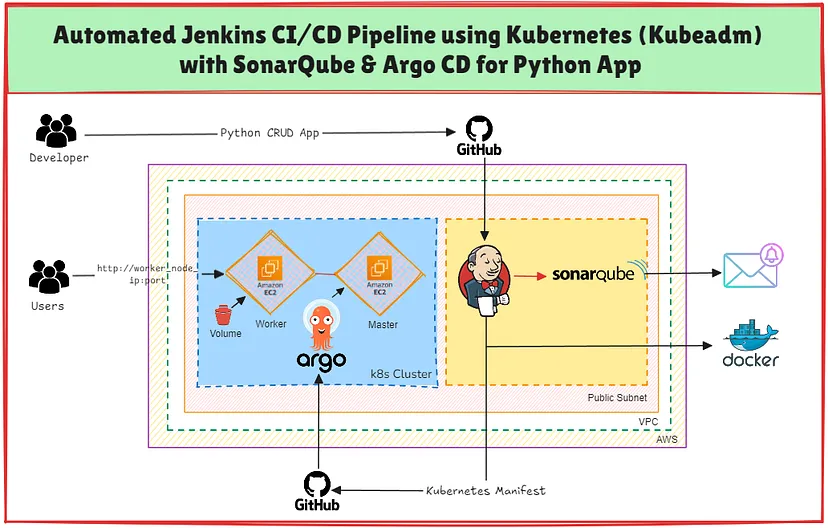 Automated Jenkins CI/CD Pipeline using Kubernetes (Kubeadm)
with SonarQube & Argo CD for Python App
Developer
Python CRUD App
GitHub
Users
http://worker_node_
ip:port
Amazon
EC2
Amazon
EC2
Volume
Worker
Master
argo
k8s Cluster
sonarqube
docker
Public Subnet
VPC
AWS
GitHub
Kubernetes Manifest